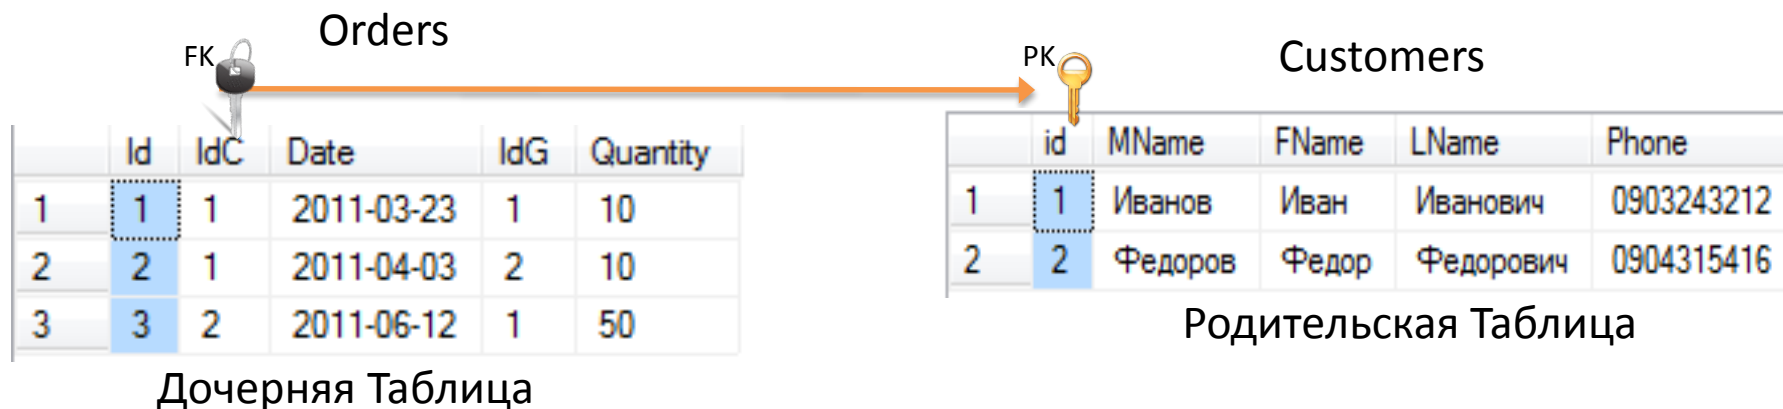 Orders
FK
Id IdC Date IdG Quantity
1 1 1 2011-03-23 1 10
2 2 1 2011-04-03 2 10
3 3 2 2011-06-12 1 50
Дочерняя Таблица
PK
Customers
id MName FName LName Phone
1 1 Иванов Иван Иванович 0903243212
2 2 Федоров Федор Федорович 0904315416
Родительская Таблица